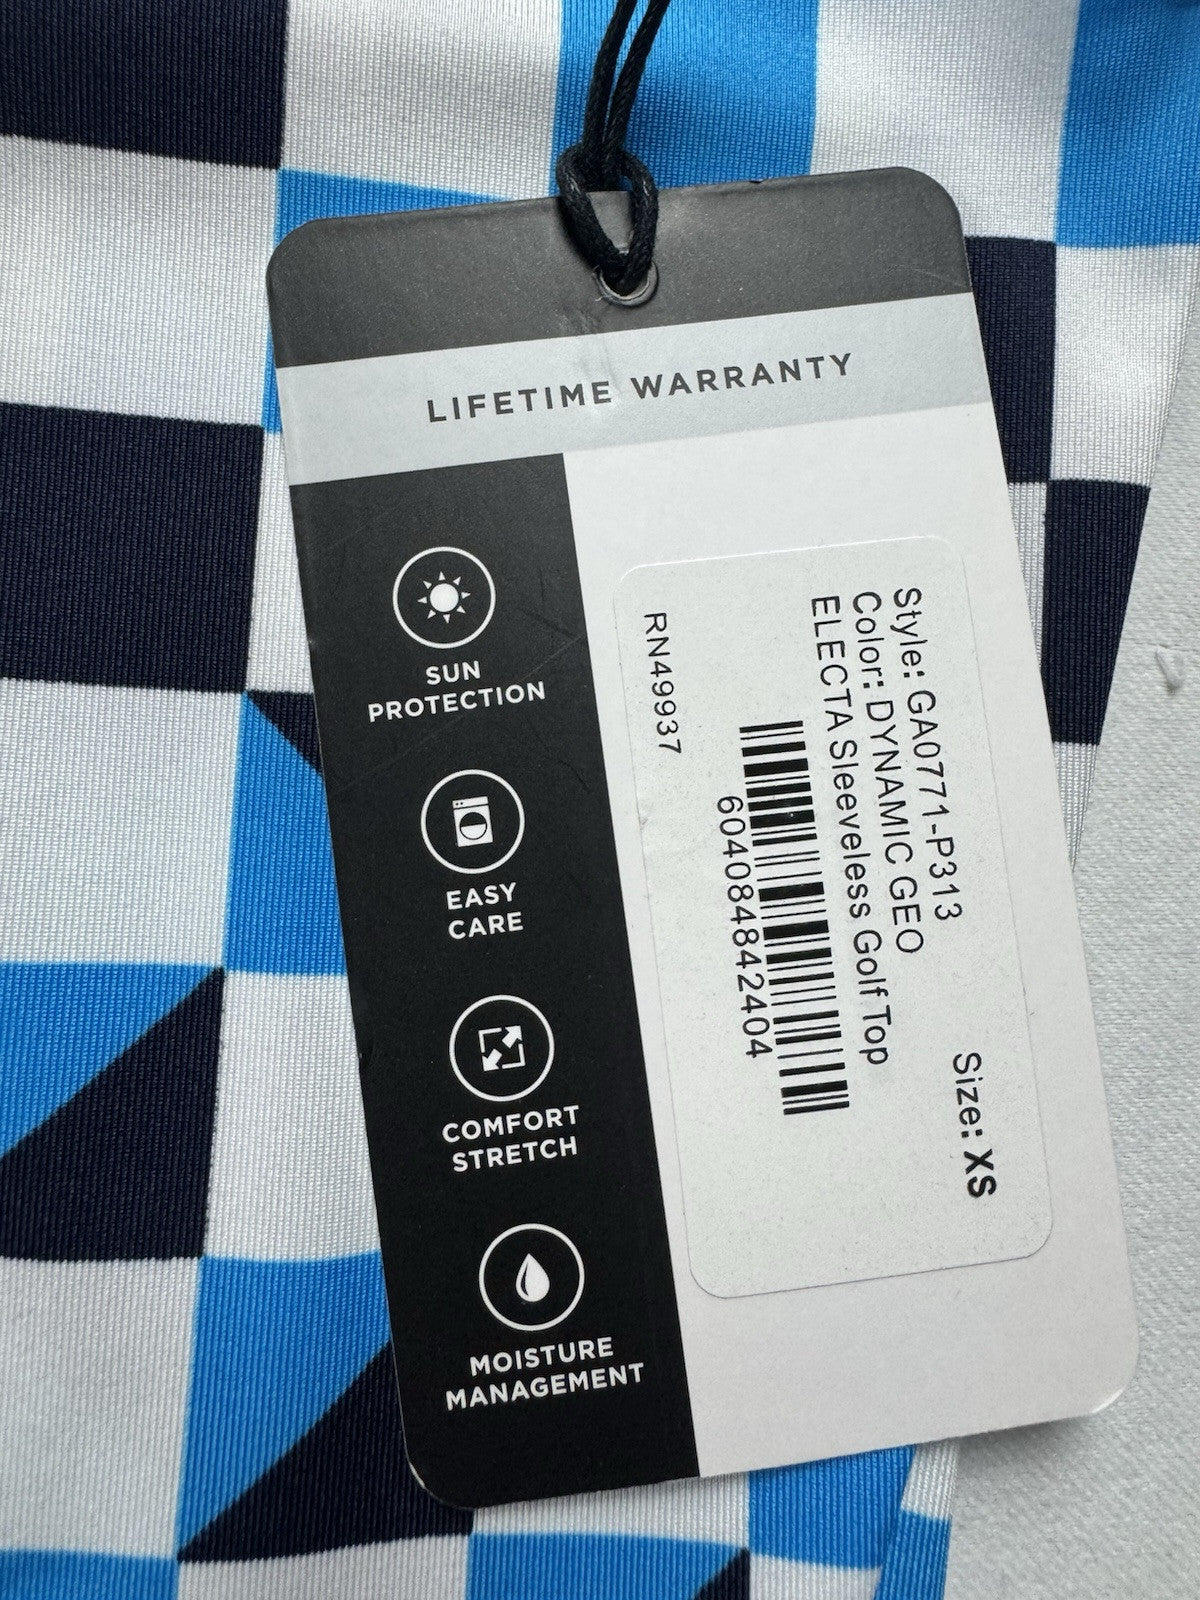 LIFETIME WARRANTY
SUN
PROTECTION
EASY
CARE
COMFORT
STRETCH
MOISTURE
MANAGEMENT
Style: GA0771-P313
Color: DYNAMIC GEO
ELECTA Sleeveless Golf Top
604084842404
RN49937
Size: XS